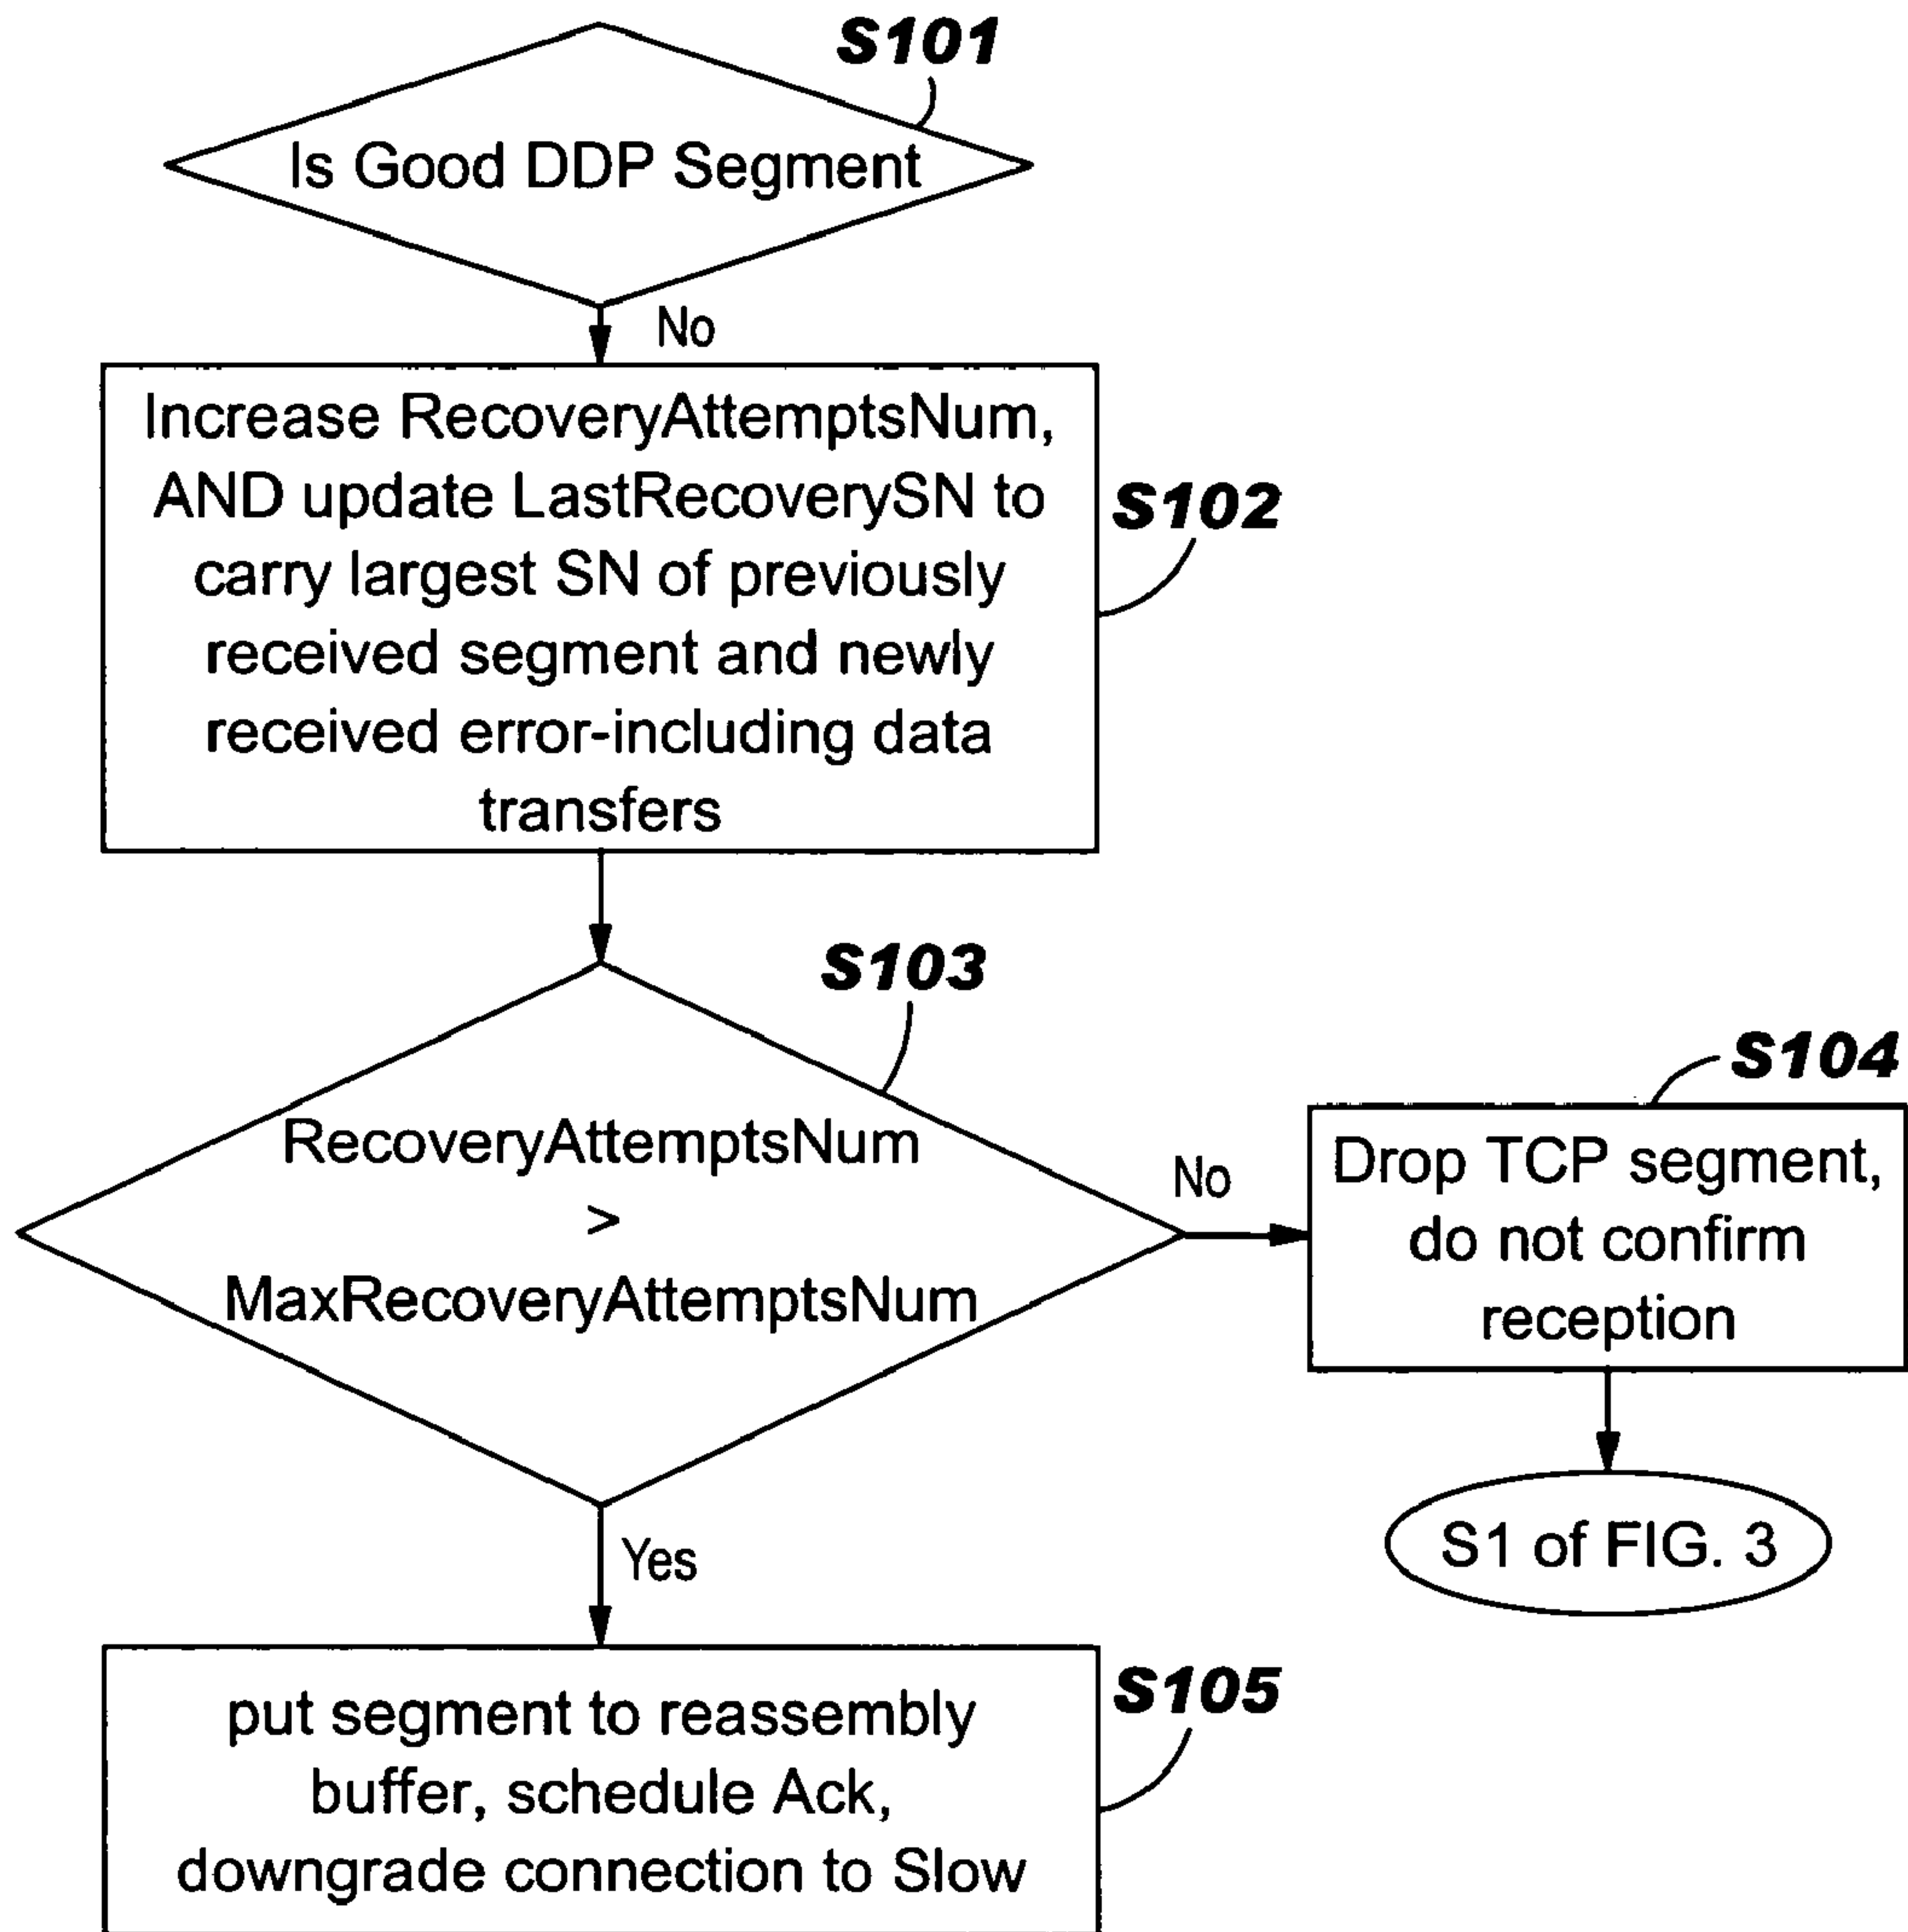 S101
Is Good DDP Segment
No
Increase RecoveryAttemptsNum,
AND update LastRecoverySN to
carry largest SN of previously
received segment and newly
received error-including data
transfers
S102
S103
RecoveryAttemptsNum
>
MaxRecoveryAttemptsNum
No
S104
Drop TCP segment,
do not confirm
reception
S1 of FIG. 3
Yes
put segment to reassembly
buffer, schedule Ack,
downgrade connection to Slow
S105